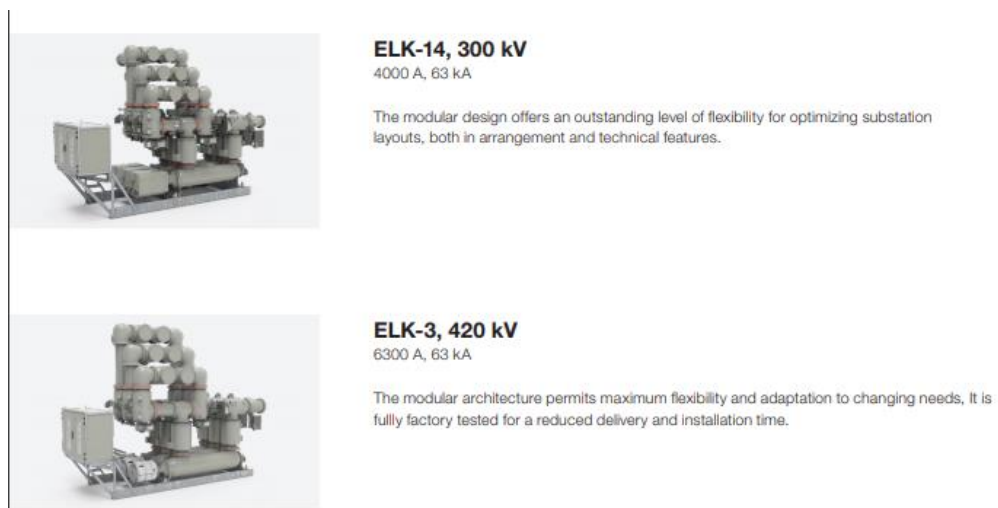 ELK-14, 300 kV
4000 A, 63 kA
The modular design offers an outstanding level of flexibility for optimizing substation
layouts, both in arrangement and technical features.
ELK-3, 420 kV
6300 A, 63 kA
The modular architecture permits maximum flexibility and adaptation to changing needs, It is
fullly factory tested for a reduced delivery and installation time.